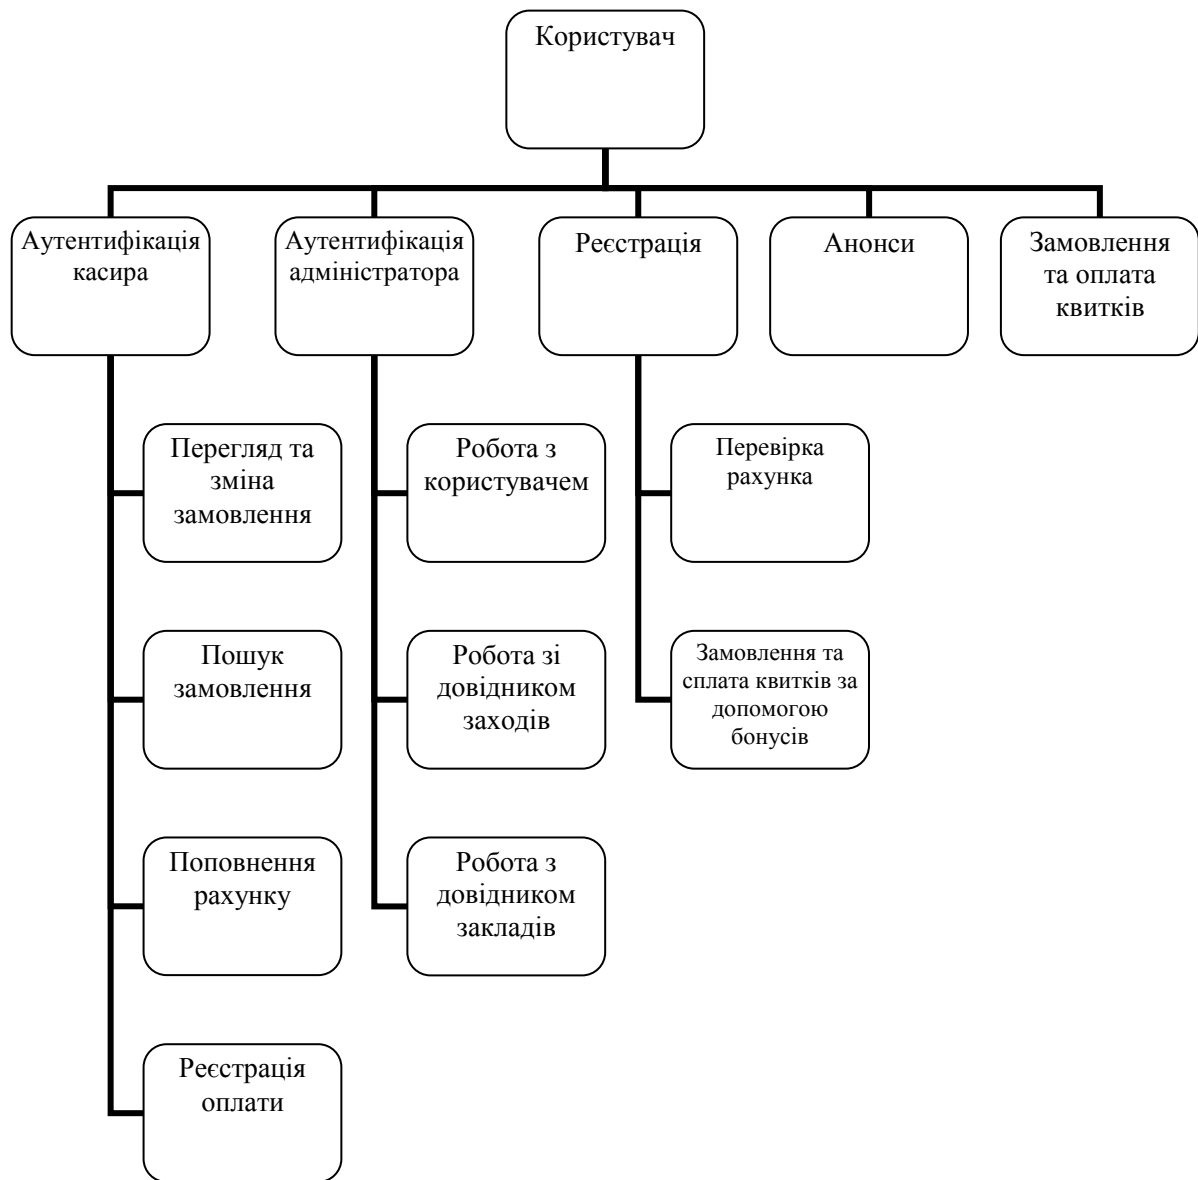 Користувач
Аутентифікація
касира
Аутентифікація
адміністратора
Реєстрація
Анонси
Замовлення
та оплата
квитків
Перегляд та
зміна
замовлення
Робота з
користувачем
Перевірка
рахунка
Пошук
замовлення
Робота зі
довідником
заходів
Замовлення та
сплата квитків за
допомогою
бонусів
Поповнення
рахунку
Робота з
довідником
закладів
Реєстрація
оплати